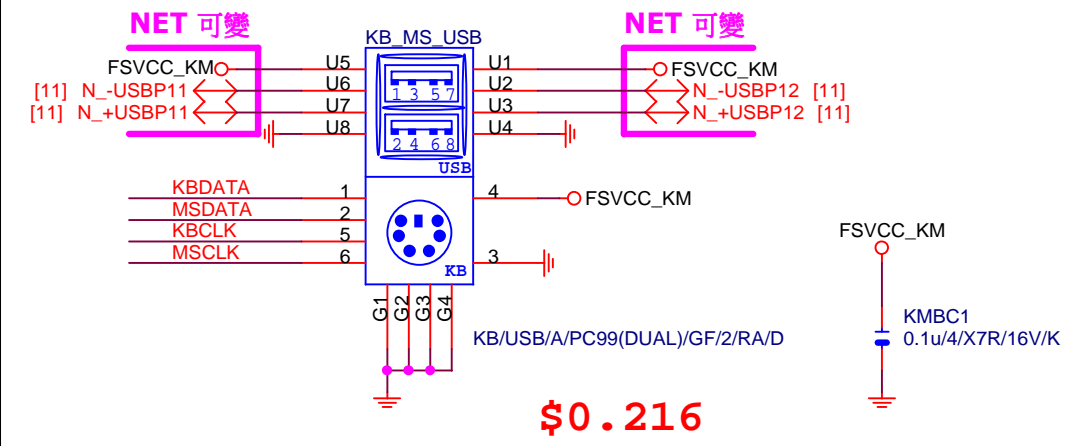 NET 可變
NET 可變
KB_MS_USB
FSVCC_KM
U5
U1
FSVCC_KM
[11] N_-USBP11
U6
U2
N_-USBP12 [11]
[11] N_+USBP11
U7
U3
N_+USBP12 [11]
U8
U4
1 3 5 7
2 4 6 8
USB
KBDATA
1
4
FSVCC_KM
MSDATA
2
KBCLK
5
MSCLK
6
3
KB
G1
G2
G3
G4
KB/USB/A/PC99(DUAL)/GF/2/RA/D
FSVCC_KM
KMBC1
0.1u/4/X7R/16V/K
$0.216